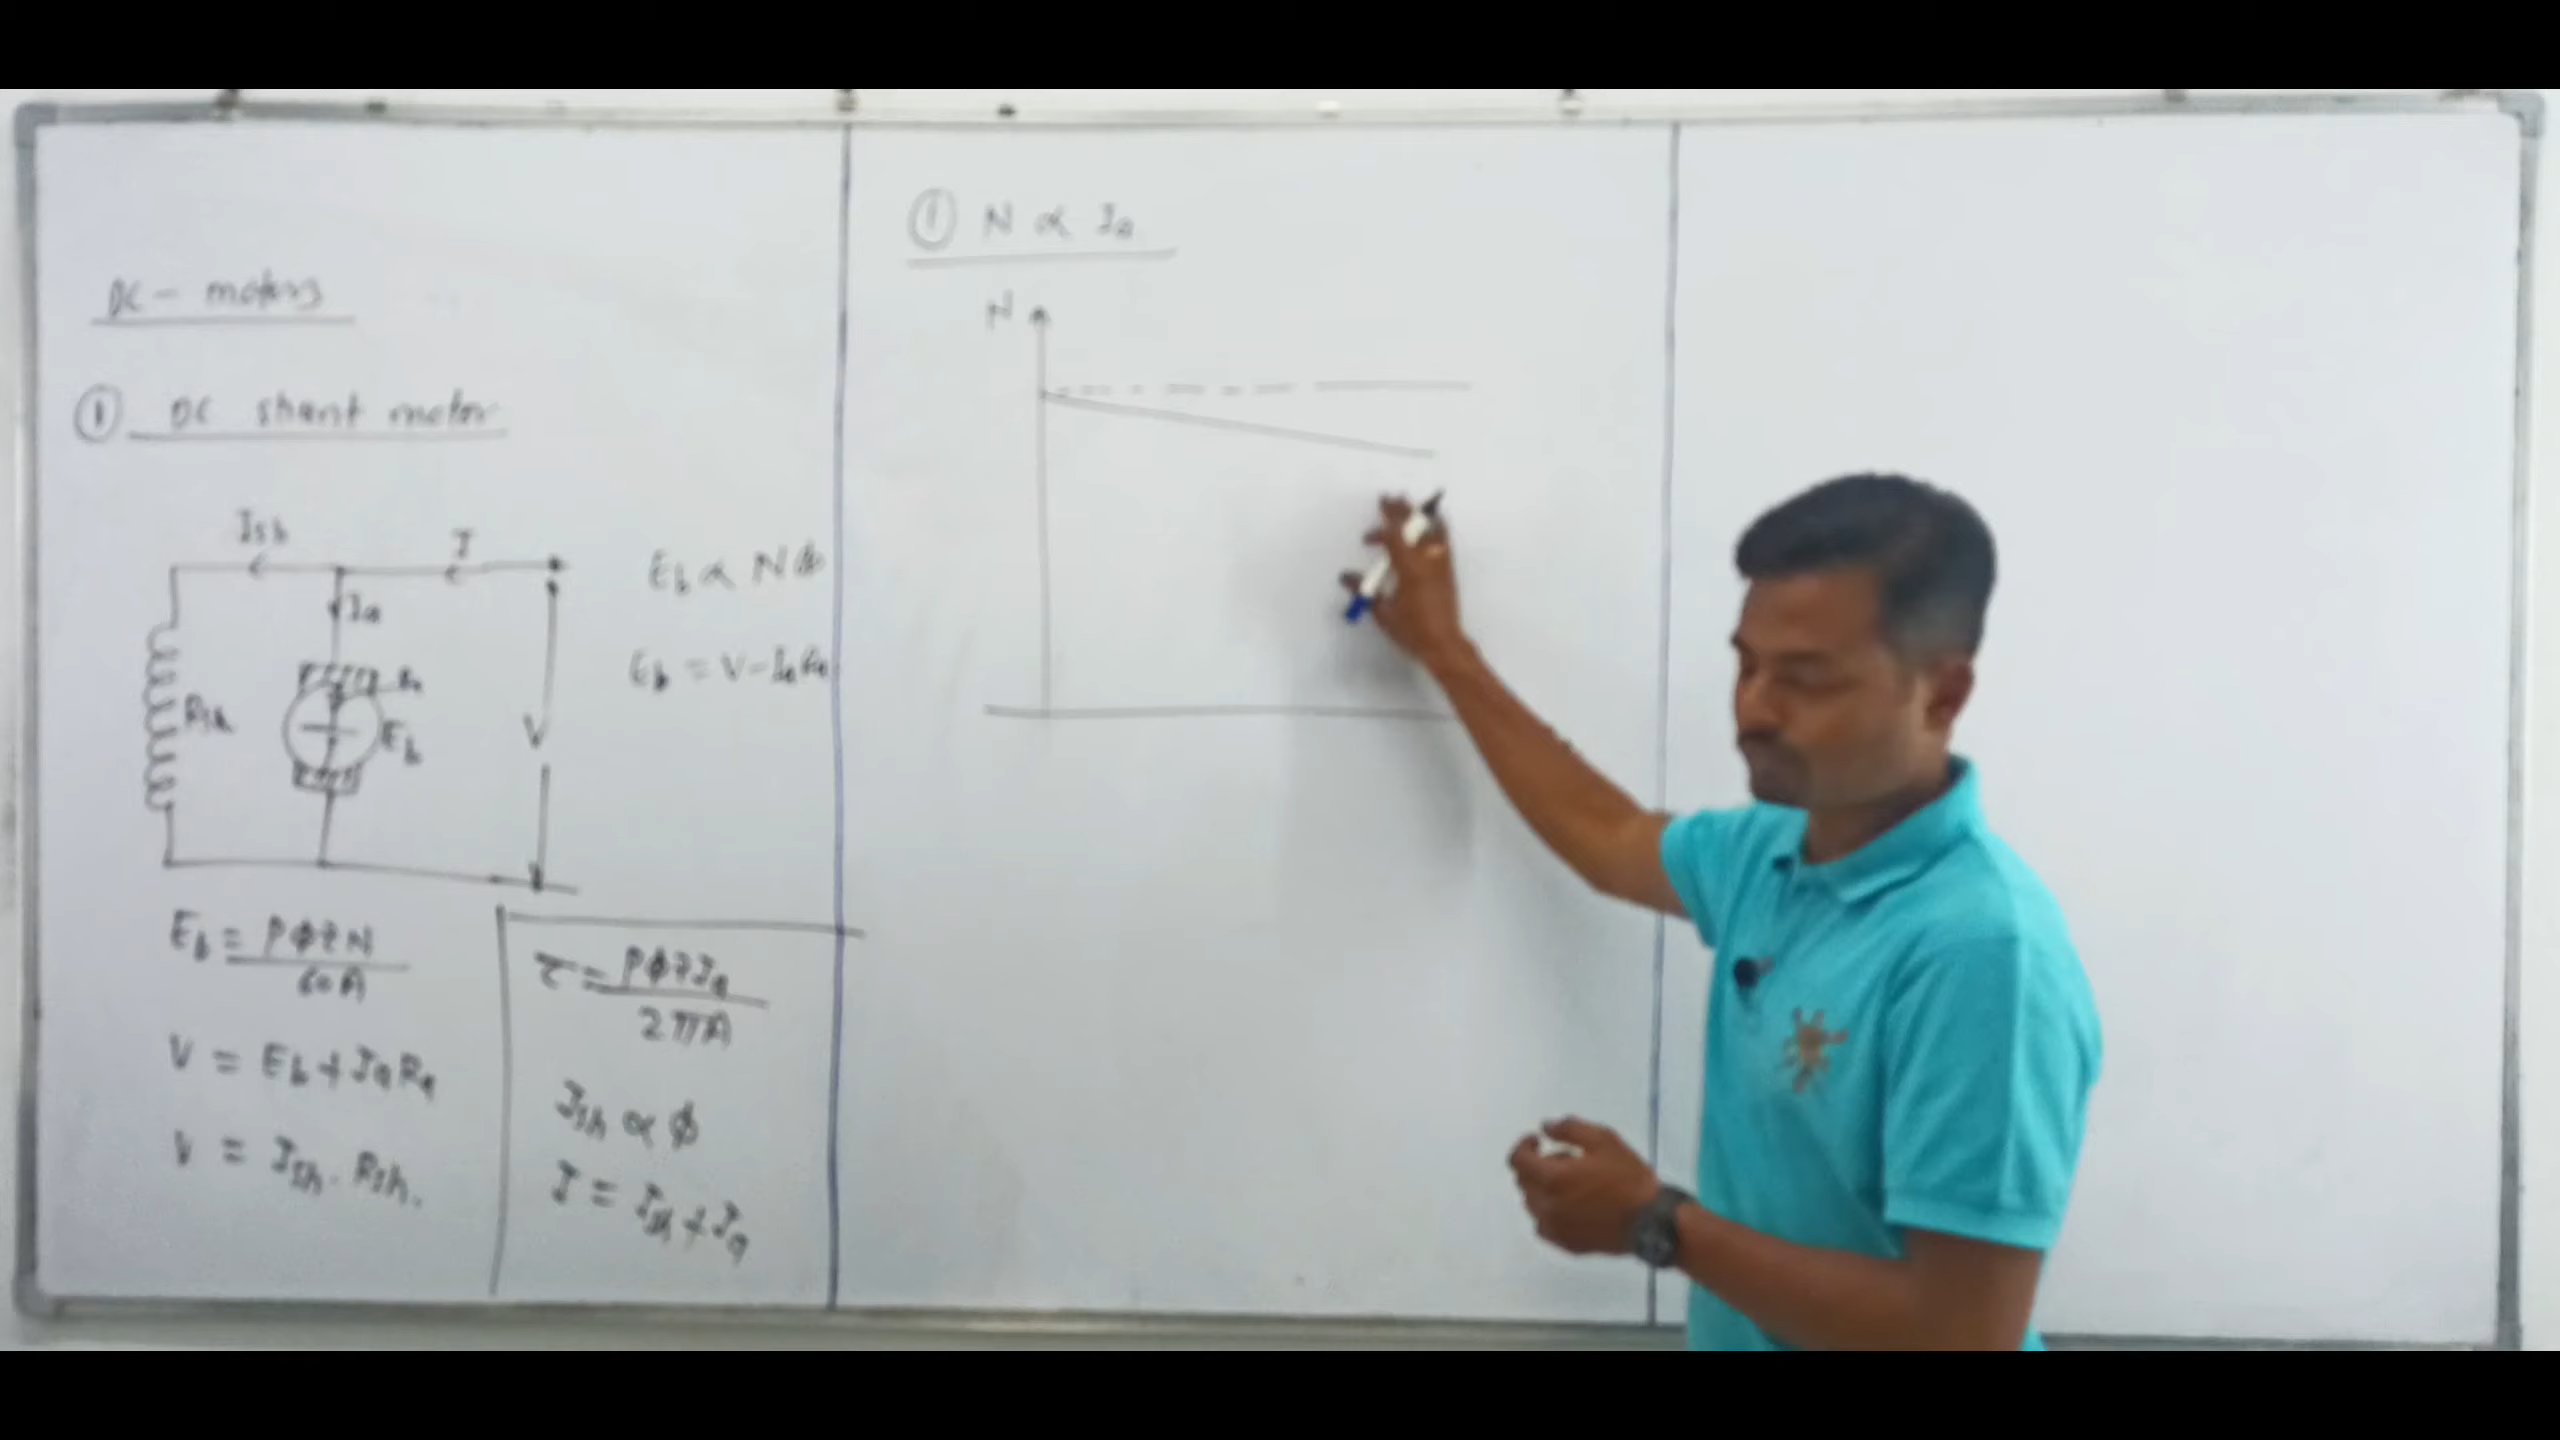 DC - motors
① DC shunt motor
Ish
I
Ia
Ra
Rsh
Eb
V
Eb ∝ Nϕ
Eb = V - IaRa
Eb = PϕZN / 60A
V = Eb + IaRa
V = Ish . Rsh.
τ = PϕZIa / 2πA
Ish ∝ ϕ
I = Ish + Ia
① N ∝ Ia
N